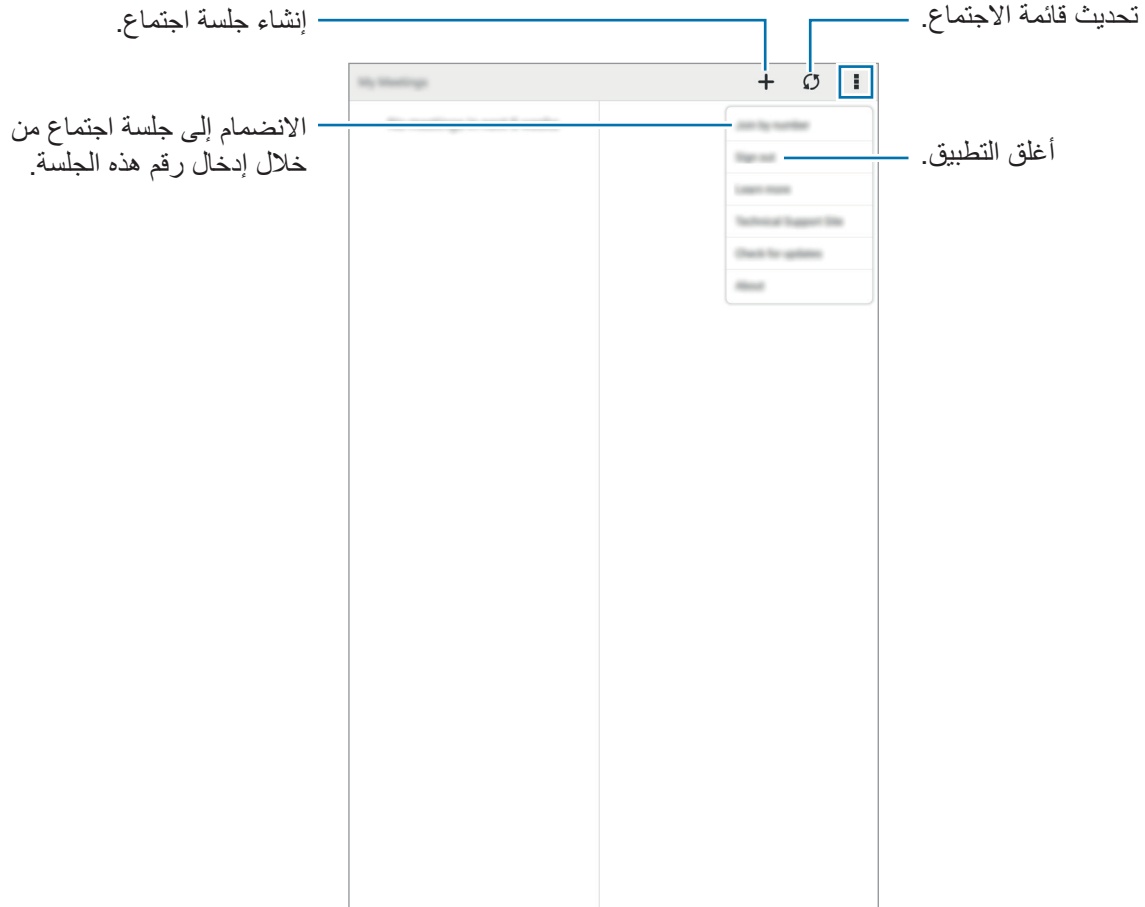 تحديث قائمة الاجتماع.
إنشاء جلسة اجتماع.
My Meetings
الانضمام إلى جلسة اجتماع من
خلال إدخال رقم هذه الجلسة.
Join by number
أغلق التطبيق.
Sign out
Learn more
Technical Support Site
Check for updates
About